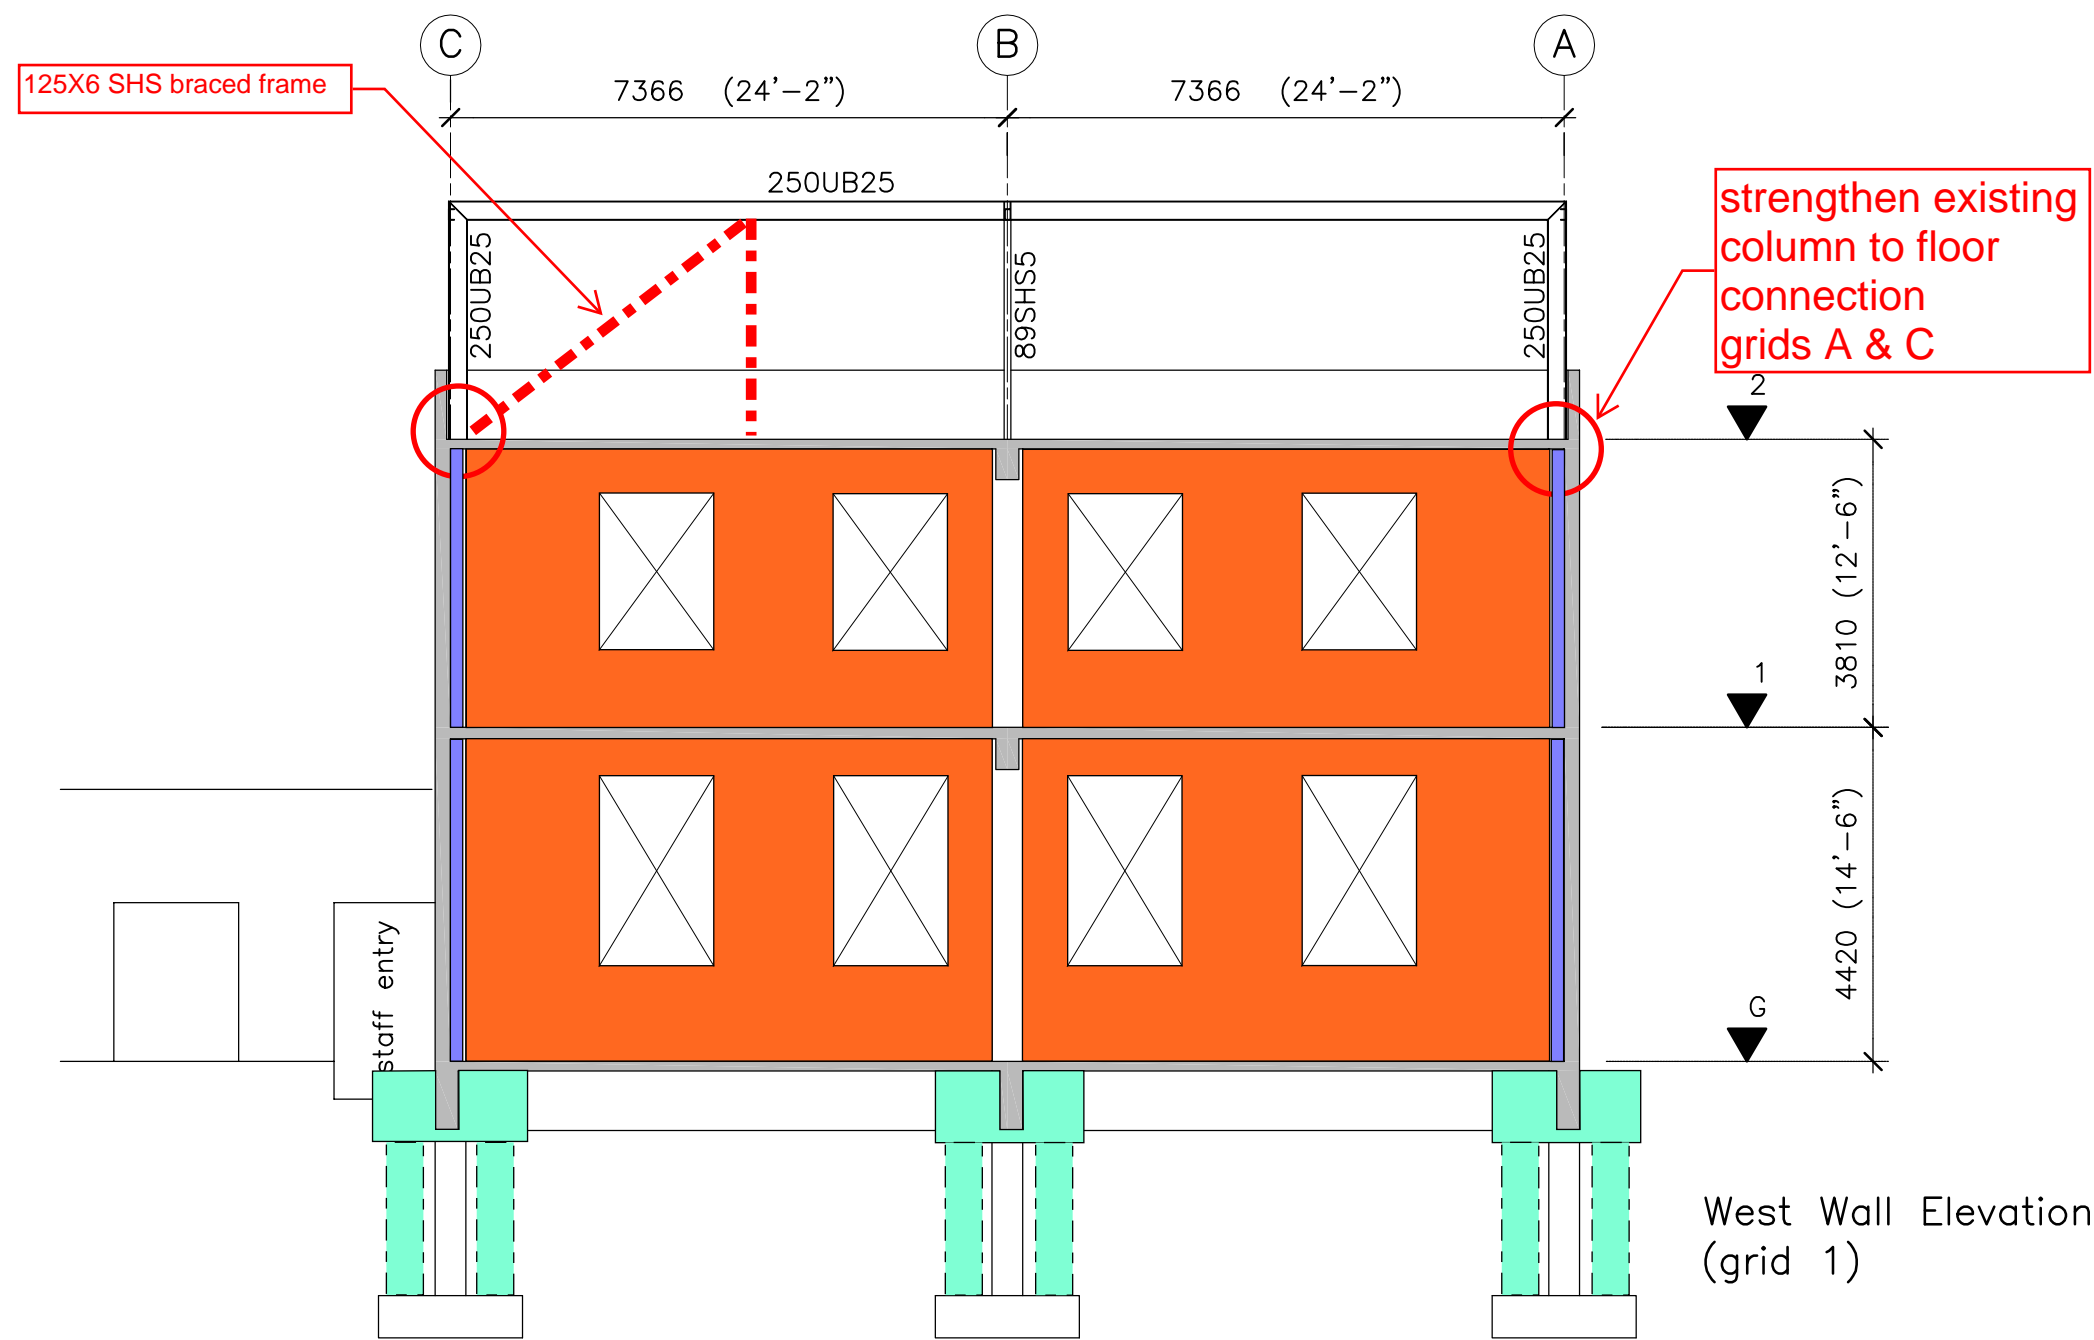 C
B
A
125X6 SHS braced frame
7366 (24'-2")
7366 (24'-2")
250UB25
strengthen existing
column to floor
connection
grids A & C
250UB25
89SHS5
250UB25
2
3810 (12'-6")
1
4420 (14'-6")
staff entry
G
West Wall Elevation
(grid 1)